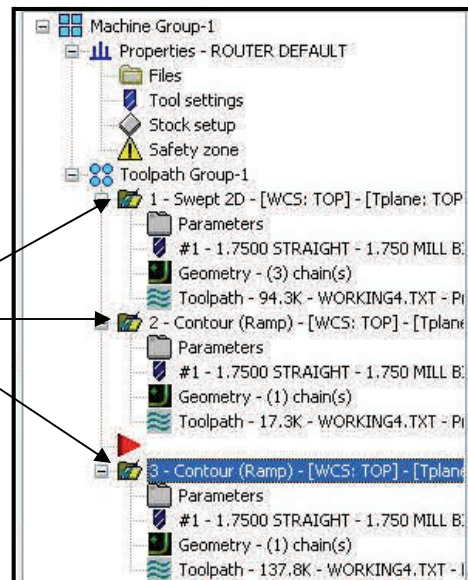 Machine Group-1
Properties - ROUTER DEFAULT
Files
Tool settings
Stock setup
Safety zone
Toolpath Group-1
1 - Swept 2D - [WCS: TOP] - [Tplane: TOP
Parameters
#1 - 1.7500 STRAIGHT - 1.750 MILL B
Geometry - (3) chain(s)
Toolpath - 94.3K - WORKING4.TXT - P
2 - Contour (Ramp) - [WCS: TOP] - [Tplane
Parameters
#1 - 1.7500 STRAIGHT - 1.750 MILL B
Geometry - (1) chain(s)
Toolpath - 17.3K - WORKING4.TXT - P
3 - Contour (Ramp) - [WCS: TOP] - [Tplane
Parameters
#1 - 1.7500 STRAIGHT - 1.750 MILL B
Geometry - (1) chain(s)
Toolpath - 137.8K - WORKING4.TXT -